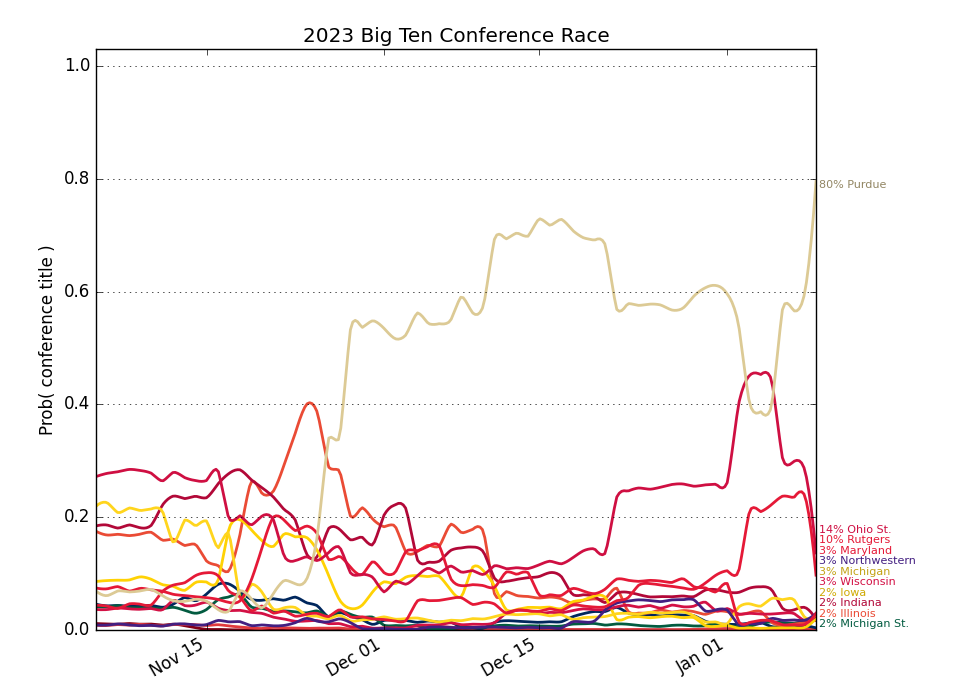 2023 Big Ten Conference Race
Prob( conference title )
1.0
0.8
0.6
0.4
0.2
0.0
Nov 15
Dec 01
Dec 15
Jan 01
80% Purdue
14% Ohio St.
10% Rutgers
3% Maryland
3% Northwestern
3% Michigan
3% Wisconsin
2% Iowa
2% Indiana
2% Illinois
2% Michigan St.